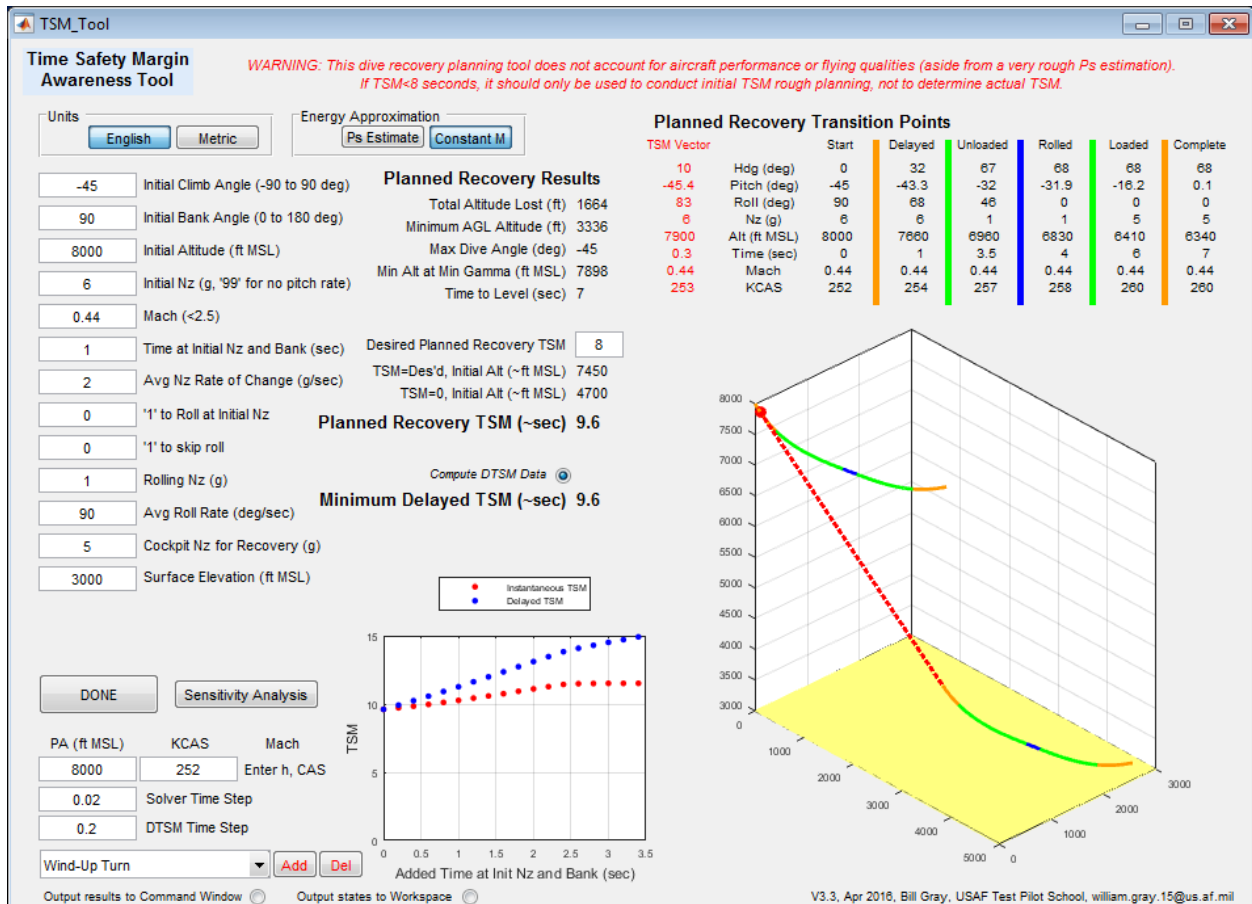 TSM_Tool
Time Safety Margin
Awareness Tool
WARNING: This dive recovery planning tool does not account for aircraft performance or flying qualities (aside from a very rough Ps estimation).
If TSM<8 seconds, it should only be used to conduct initial TSM rough planning, not to determine actual TSM.
Units
English Metric
Energy Approximation
Ps Estimate Constant M
-45 Initial Climb Angle (-90 to 90 deg)
90 Initial Bank Angle (0 to 180 deg)
8000 Initial Altitude (ft MSL)
6 Initial Nz (g, '99' for no pitch rate)
0.44 Mach (<2.5)
1 Time at Initial Nz and Bank (sec)
2 Avg Nz Rate of Change (g/sec)
0 '1' to Roll at Initial Nz
0 '1' to skip roll
1 Rolling Nz (g)
90 Avg Roll Rate (deg/sec)
5 Cockpit Nz for Recovery (g)
3000 Surface Elevation (ft MSL)
Planned Recovery Results
Total Altitude Lost (ft) 1664
Minimum AGL Altitude (ft) 3336
Max Dive Angle (deg) -45
Min Alt at Min Gamma (ft MSL) 7898
Time to Level (sec) 7
Desired Planned Recovery TSM 8
TSM=Des'd, Initial Alt (~ft MSL) 7450
TSM=0, Initial Alt (~ft MSL) 4700
Planned Recovery TSM (~sec) 9.6
Compute DTSM Data
Minimum Delayed TSM (~sec) 9.6
Planned Recovery Transition Points
TSM Vector Start Delayed Unloaded Rolled Loaded Complete
10 Hdg (deg) 0 32 67 68 68 68
-45.4 Pitch (deg) -45 -43.3 -32 -31.9 -16.2 0.1
83 Roll (deg) 90 68 46 0 0 0
6 Nz (g) 6 6 1 1 5 5
7900 Alt (ft MSL) 8000 7660 6960 6830 6410 6340
0.3 Time (sec) 0 1 3.5 4 6 7
0.44 Mach 0.44 0.44 0.44 0.44 0.44 0.44
253 KCAS 252 254 257 258 260 260
Instantaneous TSM
Delayed TSM
15
10
5
0
TSM
0 0.5 1 1.5 2 2.5 3 3.5
Added Time at Init Nz and Bank (sec)
8000
7500
7000
6500
6000
5500
5000
4500
4000
3500
3000
0
1000
2000
3000
4000
5000
0
1000
2000
3000
DONE Sensitivity Analysis
PA (ft MSL) KCAS Mach
8000 252 Enter h, CAS
0.02 Solver Time Step
0.2 DTSM Time Step
Wind-Up Turn Add Del
Output results to Command Window Output states to Workspace
V3.3, Apr 2016, Bill Gray, USAF Test Pilot School, william.gray.15@us.af.mil